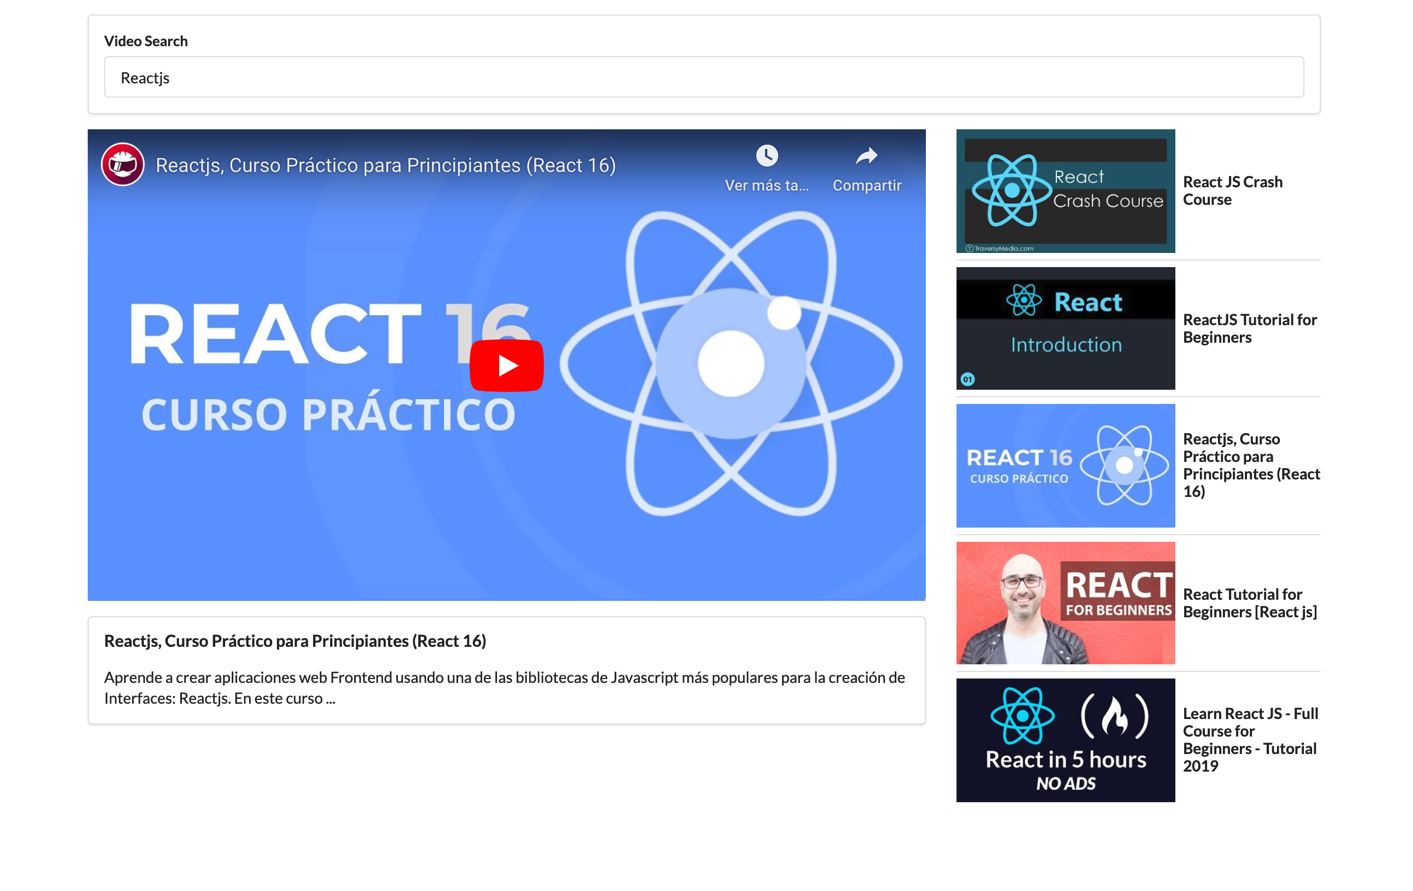 Video Search
Reactjs
Reactjs, Curso Práctico para Principiantes (React 16)
Ver más ta...
Compartir
REACT 16
CURSO PRÁCTICO
Reactjs, Curso Práctico para Principiantes (React 16)
Aprende a crear aplicaciones web Frontend usando una de las bibliotecas de Javascript más populares para la creación de
Interfaces: Reactjs. En este curso ...
React
Crash Course
TraversyMedia.com
React JS Crash
Course
React
Introduction
01
ReactJS Tutorial for
Beginners
REACT 16
CURSO PRÁCTICO
Reactjs, Curso
Práctico para
Principiantes (React
16)
REACT
FOR BEGINNERS
React Tutorial for
Beginners [React js]
React in 5 hours
NO ADS
Learn React JS - Full
Course for
Beginners - Tutorial
2019